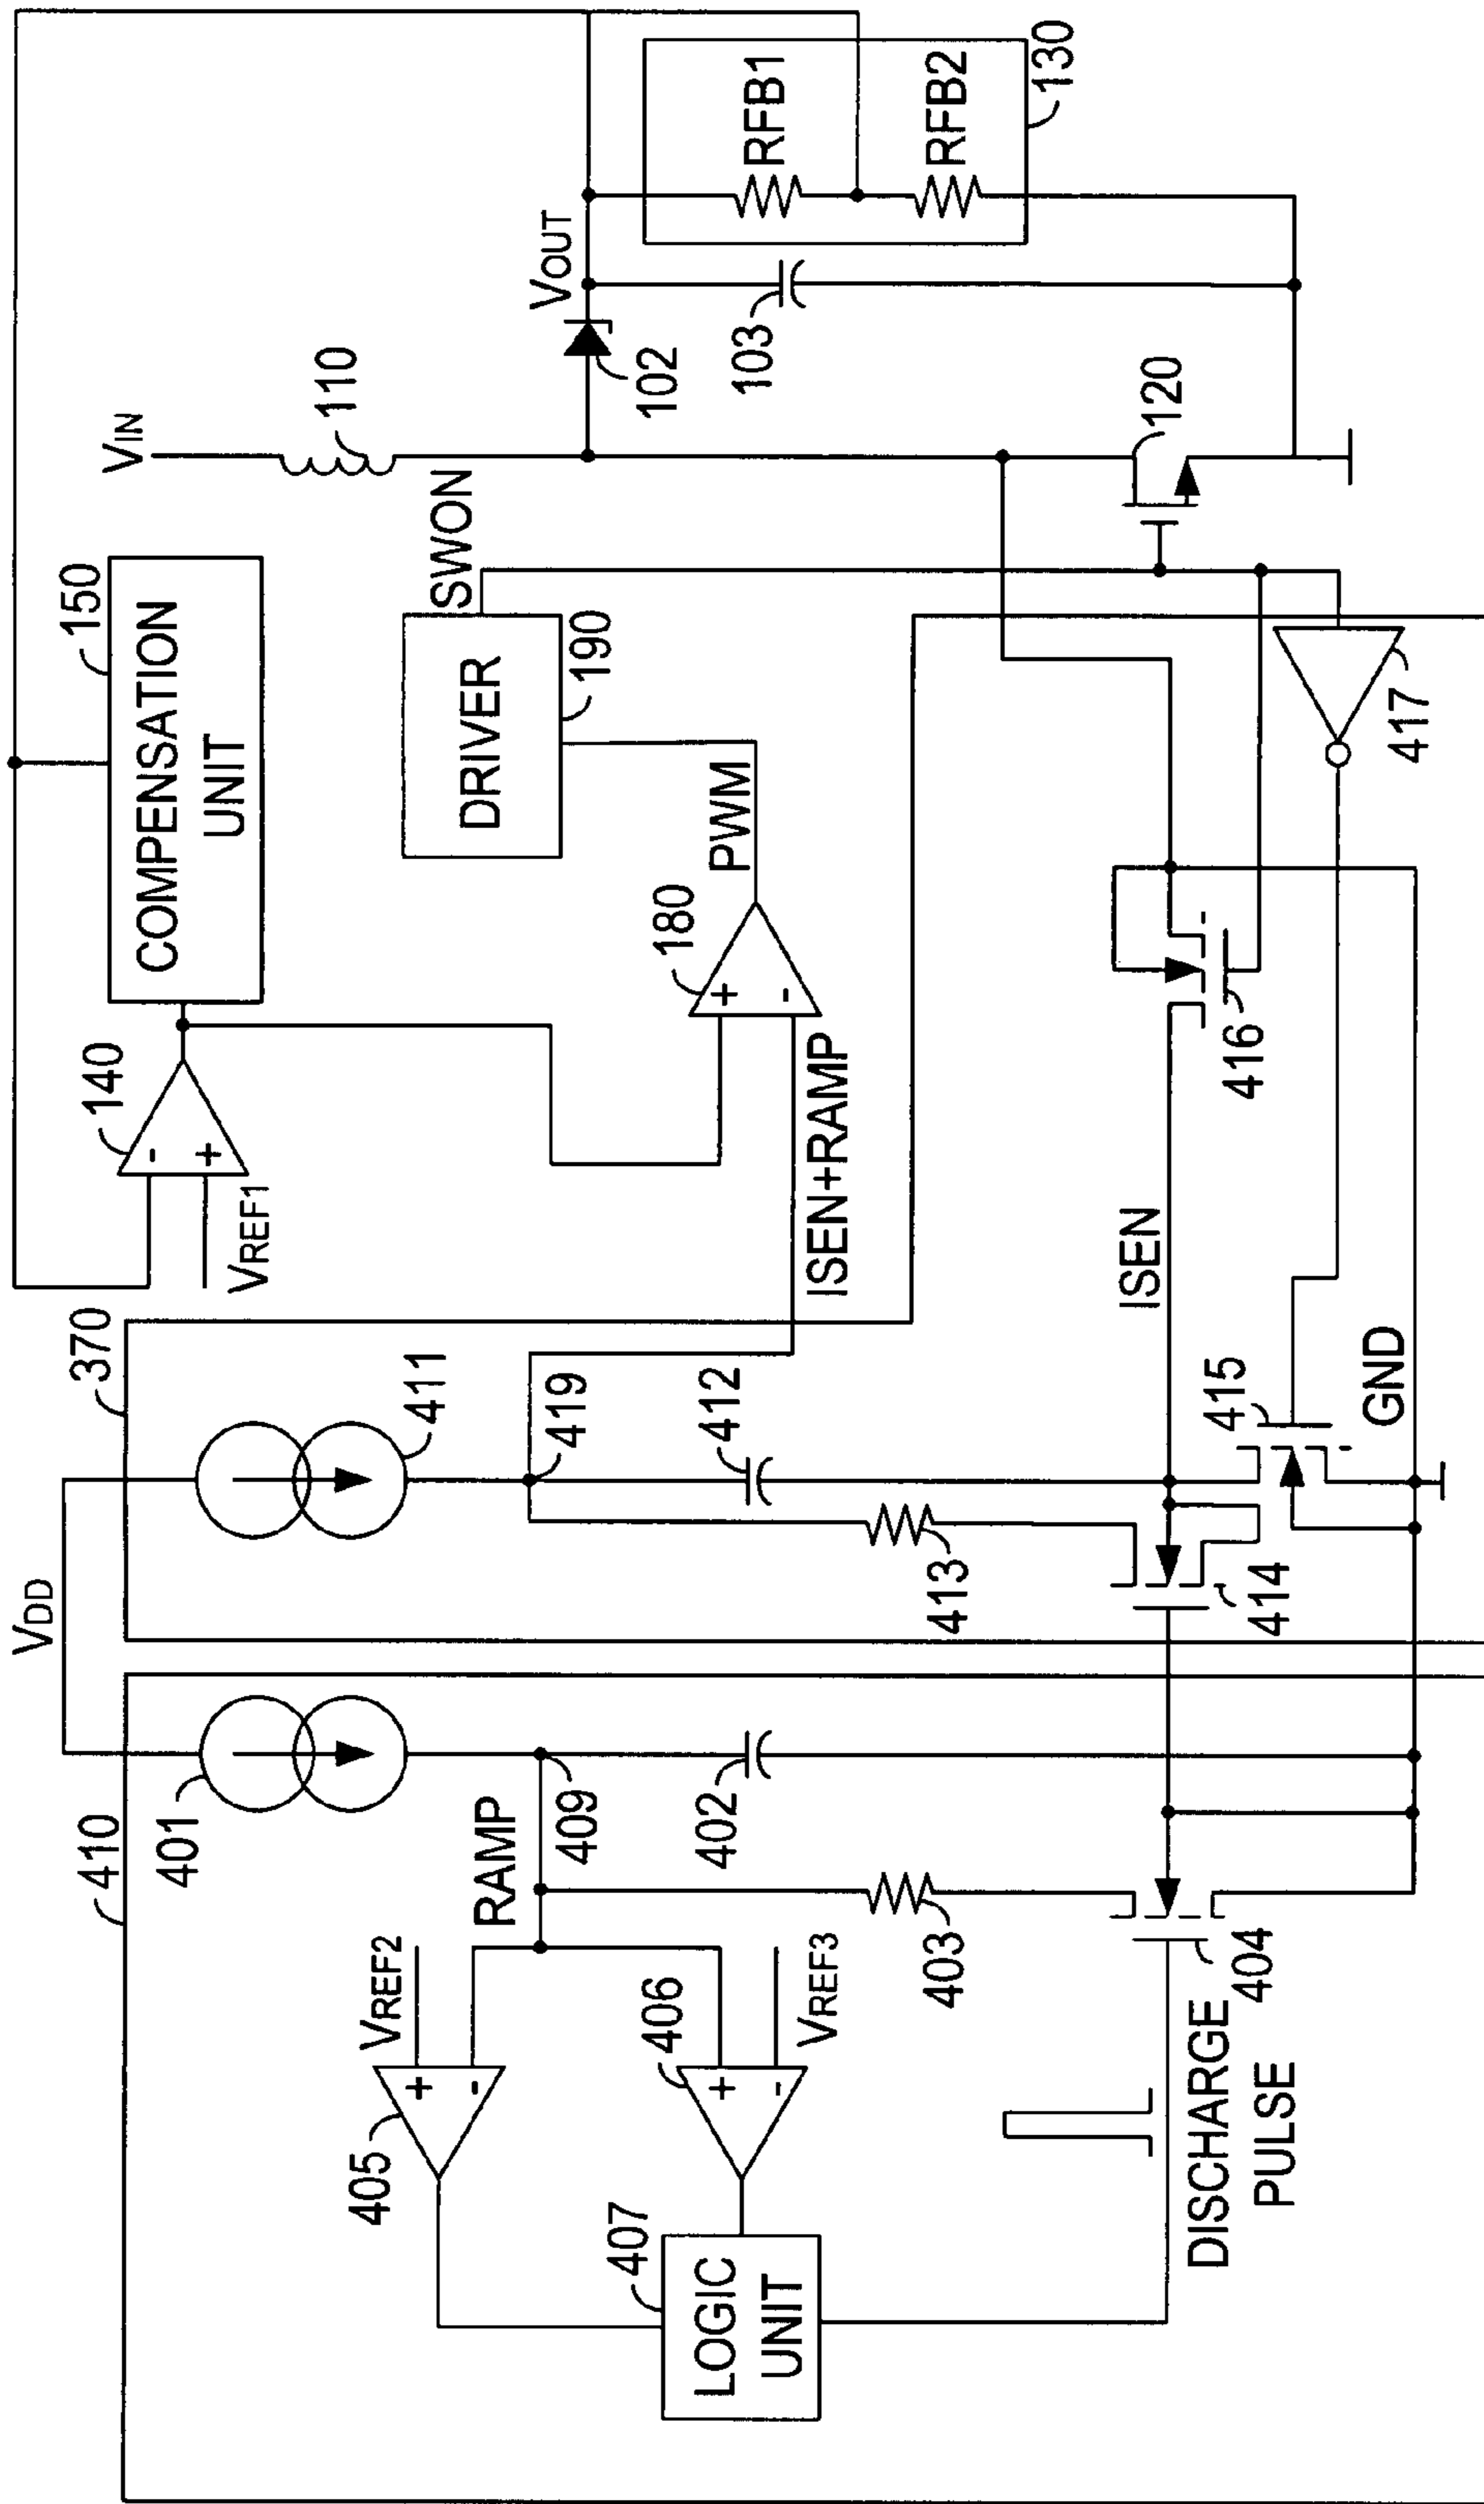 VDD
VIN
410
401
370
411
140
150
COMPENSATION
UNIT
VREF1
110
SWON
DRIVER
190
VOUT
102
103
RFB1
RFB2
130
VREF2
RAMP
405
406
409
402
VREF3
403
407
LOGIC
UNIT
419
412
413
180
PWM
ISEN+RAMP
ISEN
120
404
DISCHARGE
PULSE
414
415
GND
416
417